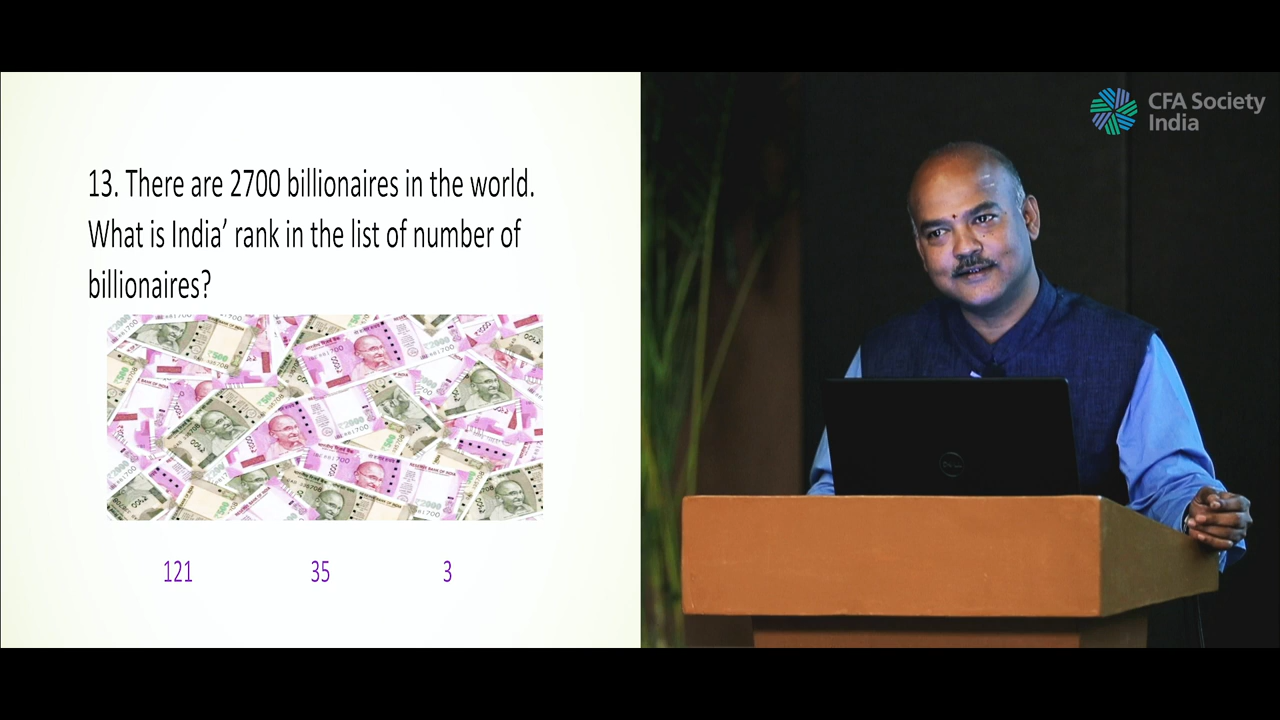 13. There are 2700 billionaires in the world.
What is India’ rank in the list of number of
billionaires?
121 35 3
CFA Society
India